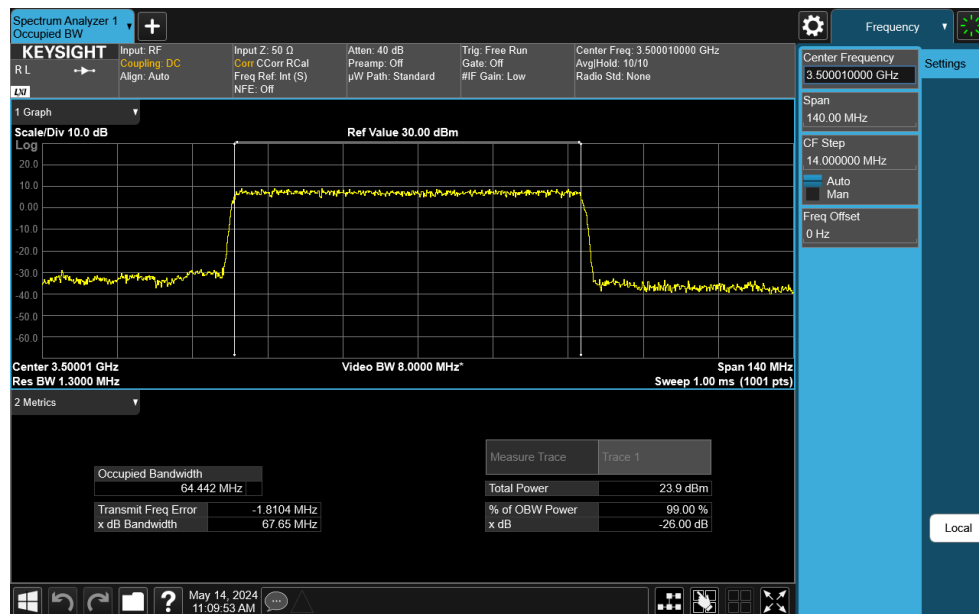 Spectrum Analyzer 1
Occupied BW
+
Frequency
KEYSIGHT
R L
LXI
Input: RF
Coupling: DC
Align: Auto
Input Z: 50 Ω
Corr CCorr RCal
Freq Ref: Int (S)
NFE: Off
Atten: 40 dB
Preamp: Off
µW Path: Standard
Trig: Free Run
Gate: Off
#IF Gain: Low
Center Freq: 3.500010000 GHz
Avg|Hold: 10/10
Radio Std: None
Center Frequency
3.500010000 GHz
Settings
Span
140.00 MHz
CF Step
14.000000 MHz
Auto
Man
Freq Offset
0 Hz
Local
1 Graph
Scale/Div 10.0 dB
Ref Value 30.00 dBm
Log
20.0
10.0
0.00
-10.0
-20.0
-30.0
-40.0
-50.0
-60.0
Center 3.50001 GHz
Video BW 8.0000 MHz*
Span 140 MHz
Res BW 1.3000 MHz
Sweep 1.00 ms (1001 pts)
2 Metrics
Measure Trace Trace 1
Occupied Bandwidth
64.442 MHz
Total Power 23.9 dBm
Transmit Freq Error -1.8104 MHz
% of OBW Power 99.00 %
x dB Bandwidth 67.65 MHz
x dB -26.00 dB
?
May 14, 2024
11:09:53 AM